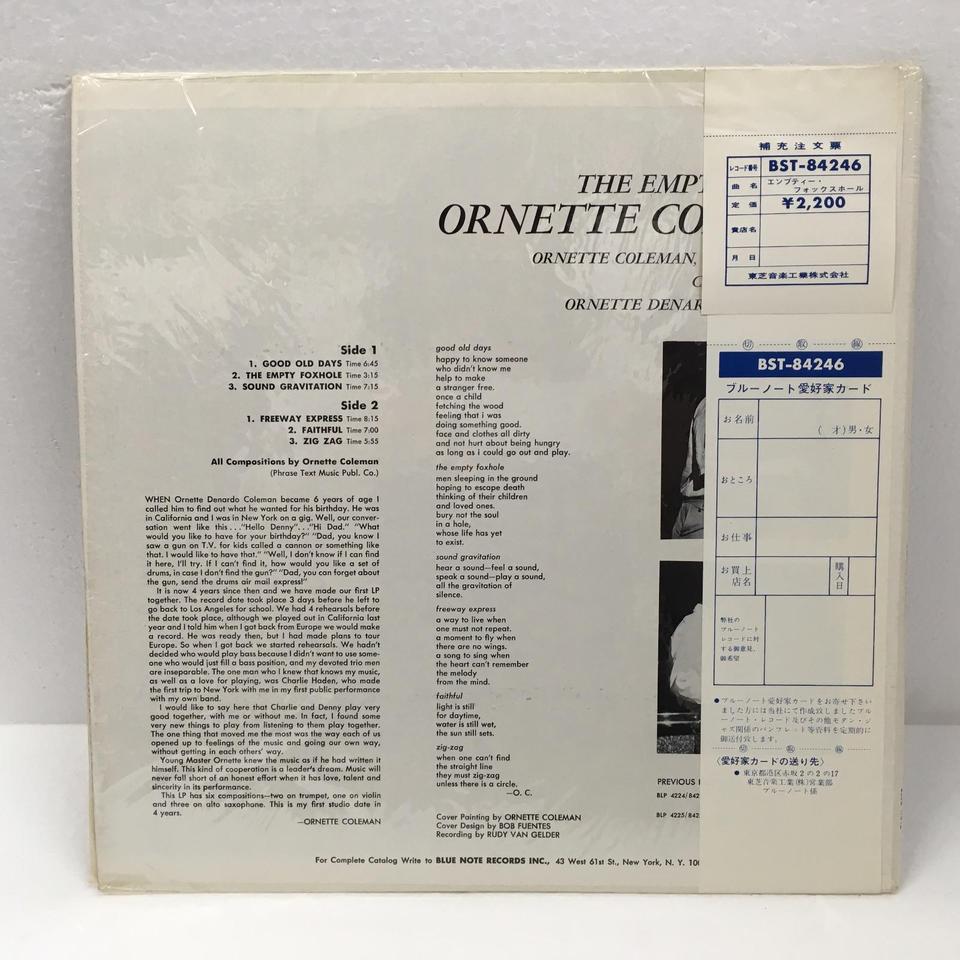 THE EMPT
ORNETTE CO
ORNETTE COLEMAN,
C
ORNETTE DENAR
Side 1
1. GOOD OLD DAYS Time 6:45
2. THE EMPTY FOXHOLE Time 3:15
3. SOUND GRAVITATION Time 7:15
Side 2
1. FREEWAY EXPRESS Time 8:15
2. FAITHFUL Time 7:00
3. ZIG ZAG Time 5:55
All Compositions by Ornette Coleman
(Phrase Text Music Publ. Co.)
WHEN Ornette Denardo Coleman became 6 years of age I
called him to find out what he wanted for his birthday. He was
in California and I was in New York on a gig. Well, our conver-
sation went like this . . ."Hello Denny". . ."Hi Dad." "What
would you like to have for your birthday?" "Dad, you know I
saw a gun on T.V. for kids called a cannon or something like
that. I would like to have that." "Well, I don't know if I can find
it here, I'll try. If I can't find it, how would you like a set of
drums, in case I don't find the gun?" "Dad, you can forget about
the gun, send the drums air mail express!"
It is now 4 years since then and we have made our first LP
together. The record date took place 3 days before he left to
go back to Los Angeles for school. We had 4 rehearsals before
the date took place, although we played out in California last
year and I told him when I got back from Europe we would make
a record. He was ready then, but I had made plans to tour
Europe. So when I got back we started rehearsals. We hadn't
decided who would play bass because I didn't want to use some-
one who would just fill a bass position, and my devoted trio men
are inseparable. The one man who I knew that knows my music,
as well as a love for playing, was Charlie Haden, who made
the first trip to New York with me in my first public performance
with my own band.
I would like to say here that Charlie and Denny play very
good together, with me or without me. In fact, I found some
very new things to play from listening to them play together.
The one thing that moved me the most was the way each of us
opened up to feelings of the music and going our own way,
without getting in each others' way.
Young Master Ornette knew the music as if he had written it
himself. This kind of cooperation is a leader's dream. Music will
never fall short of an honest effort when it has love, talent and
sincerity in its performance.
This LP has six compositions—two on trumpet, one on violin
and three on alto saxophone. This is my first studio date in
4 years.
—ORNETTE COLEMAN
good old days
happy to know someone
who didn't know me
help to make
a stranger free.
once a child
fetching the wood
feeling that i was
doing something good.
face and clothes all dirty
and not hurt about being hungry
as long as i could go out and play.
the empty foxhole
men sleeping in the ground
hoping to escape death
thinking of their children
and loved ones.
bury not the soul
in a hole,
whose life has yet
to exist.
sound gravitation
hear a sound—feel a sound,
speak a sound—play a sound,
all the gravitation of
silence.
freeway express
a way to live when
one must not repeat.
a moment to fly when
there are no wings.
a song to sing when
the heart can't remember
the melody
from the mind.
faithful
light is still
for daytime,
water is still wet,
the sun still sets.
zig-zag
when one can't find
the straight line
they must zig-zag
unless there is a circle.
—O. C.
Cover Painting by ORNETTE COLEMAN
Cover Design by BOB FUENTES
Recording by RUDY VAN GELDER
PREVIOUS
BLP 4224/842
BLP 4225/842
For Complete Catalog Write to BLUE NOTE RECORDS INC., 43 West 61st St., New York, N. Y. 100
補充注文票
レコード番号 BST-84246
曲名 エンプティー・
フォックスホール
定価 ¥2,200
貴店名
月日
東芝音楽工業株式会社
切取線
BST-84246
ブルーノート愛好家カード
お名前
( 才)男・女
おところ
お仕事
お買上店名 購入日
弊社の
ブルーノート
レコードに対
する御意見、
御希望
●ブルーノート愛好家カードをお寄せ下さい
ました方には当社にて作成致しましたブル
ーノート・レコード及びその他モダン・ジ
ャズ関係のパンフレット等資料を定期的に
御送付致します。
切取線
〈愛好家カードの送り先〉
●東京都港区赤坂2の2の17
東芝音楽工業(株)営業部
ブルーノート係